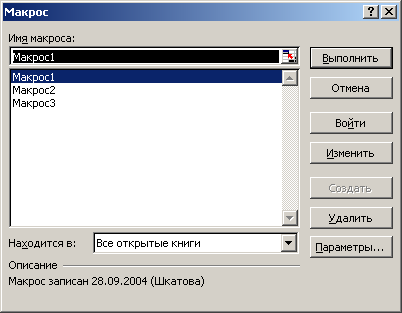 Макрос
Имя макроса:
Макрос1
Макрос1
Макрос2
Макрос3
Выполнить
Отмена
Войти
Изменить
Создать
Удалить
Параметры...
Находится в:
Все открытые книги
Описание
Макрос записан 28.09.2004 (Шкатова)